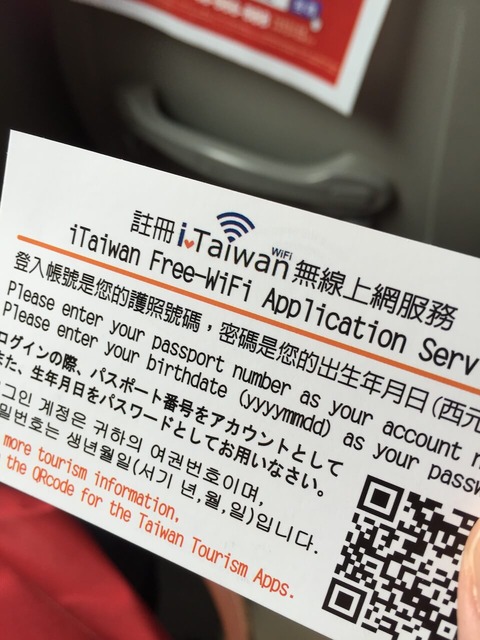 註冊 iTaiwan WiFi 無線上網服務
iTaiwan Free-WiFi Application Serv
登入帳號是您的護照號碼，密碼是您的出生年月日(西元
Please enter your passport number as your account n
Please enter your birthdate (yyyymmdd) as your passw
ログインの際、パスポート番号をアカウントとして
また、生年月日をパスワードとしてお用いなさい。
그인 계정은 귀하의 여권번호이며,
밀번호는 생년월일(서기 년,월,일)입니다.
more tourism information,
the QRcode for the Taiwan Tourism Apps.